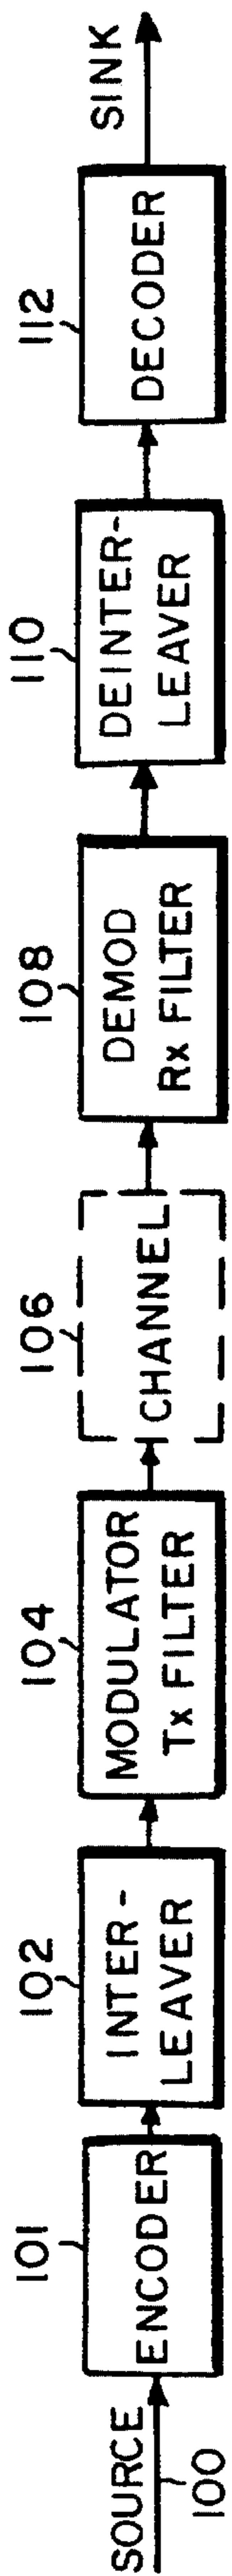 SOURCE
100
101
ENCODER
102
INTER-
LEAVER
104
MODULATOR
Tx FILTER
106
CHANNEL
108
DEMOD
Rx FILTER
110
DEINTER-
LEAVER
112
DECODER
SINK